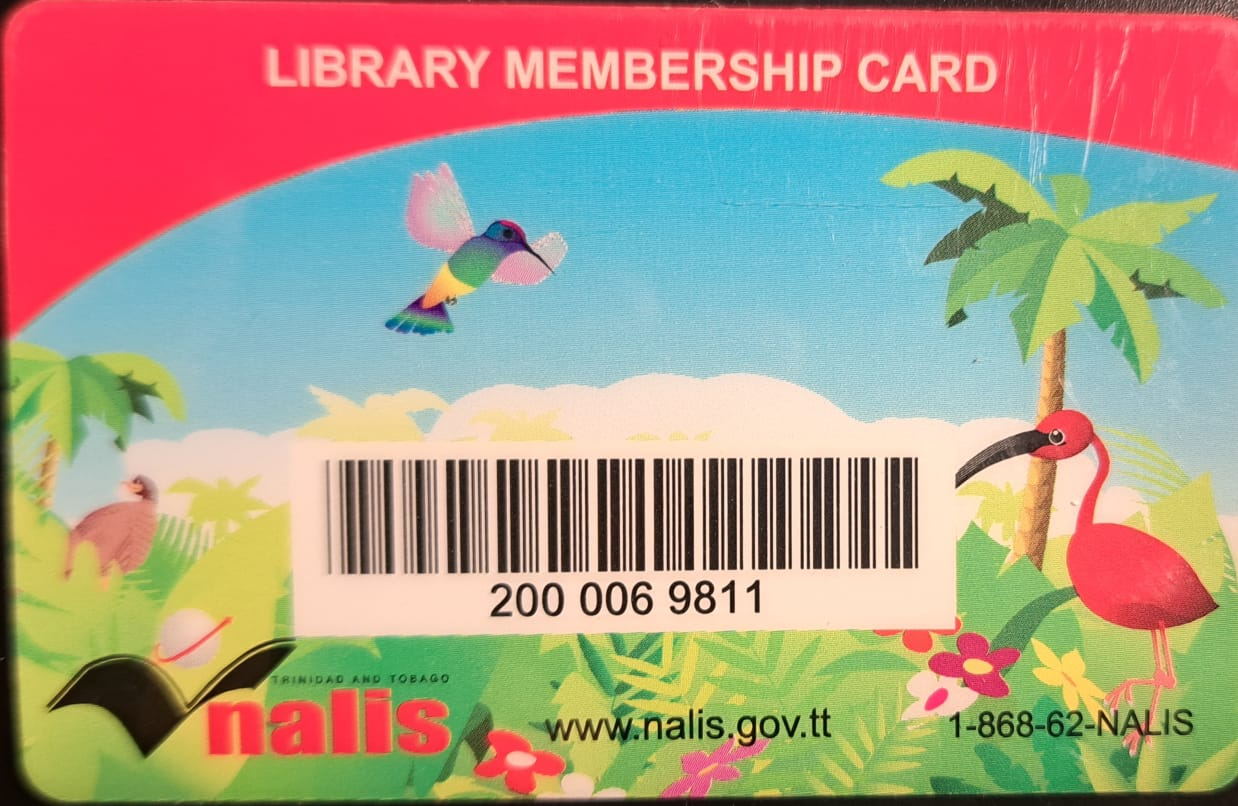 LIBRARY MEMBERSHIP CARD
200 006 9811
TRINIDAD AND TOBAGO
nalis
www.nalis.gov.tt
1-868-62-NALIS